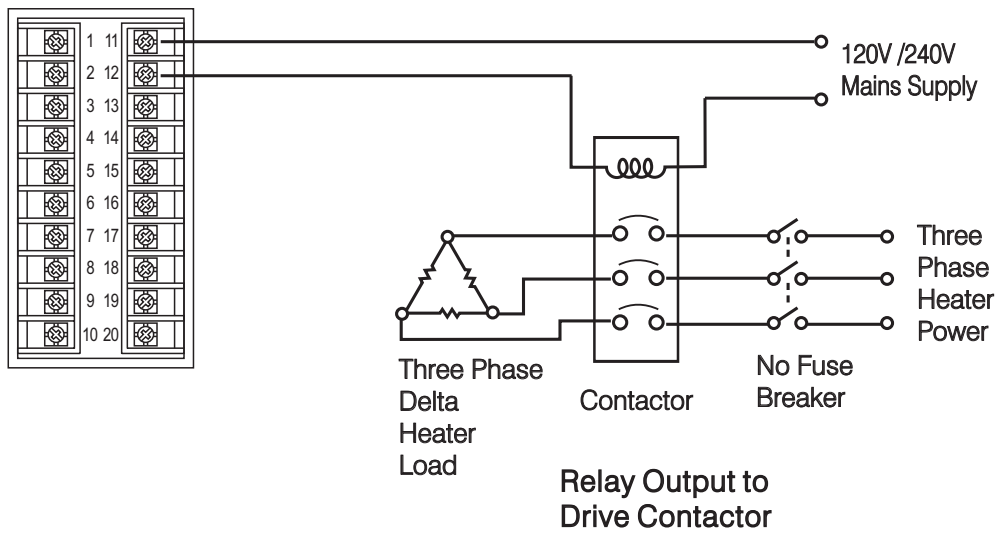 1 11
2 12
3 13
4 14
5 15
6 16
7 17
8 18
9 19
10 20
120V /240V
Mains Supply
Three
Phase
Heater
Power
No Fuse
Breaker
Contactor
Three Phase
Delta
Heater
Load
Relay Output to
Drive Contactor